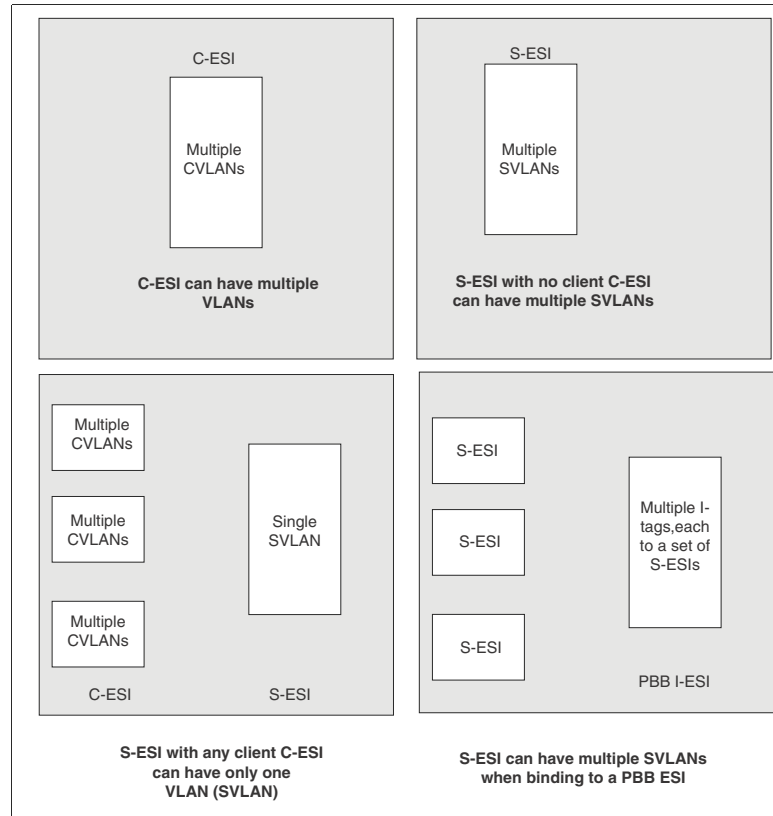 C-ESI
Multiple
CVLANs
C-ESI can have multiple
VLANs
S-ESI
Multiple
SVLANs
S-ESI with no client C-ESI
can have multiple SVLANs
Multiple
CVLANs
Multiple
CVLANs
Multiple
CVLANs
C-ESI
Single
SVLAN
S-ESI
S-ESI with any client C-ESI
can have only one
VLAN (SVLAN)
S-ESI
S-ESI
S-ESI
Multiple I-
tags,each
to a set of
S-ESIs
PBB I-ESI
S-ESI can have multiple SVLANs
when binding to a PBB ESI